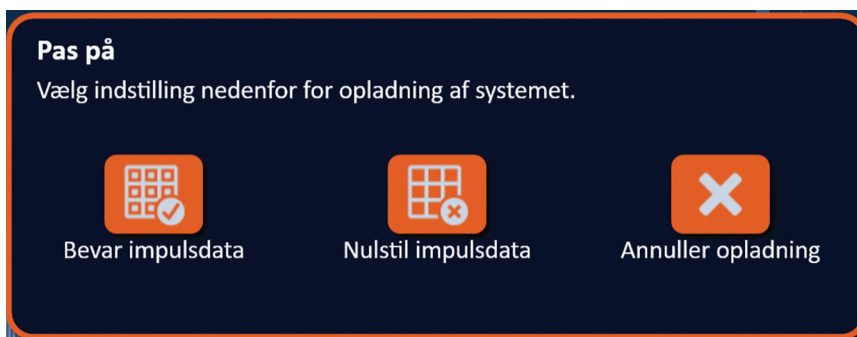 Pas på
Vælg indstilling nedenfor for opladning af systemet.
Bevar impulsdata
Nulstil impulsdata
Annuller opladning